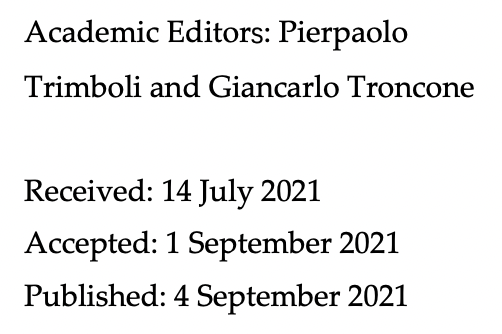 Academic Editors: Pierpaolo
Trimboli and Giancarlo Troncone
Received: 14 July 2021
Accepted: 1 September 2021
Published: 4 September 2021